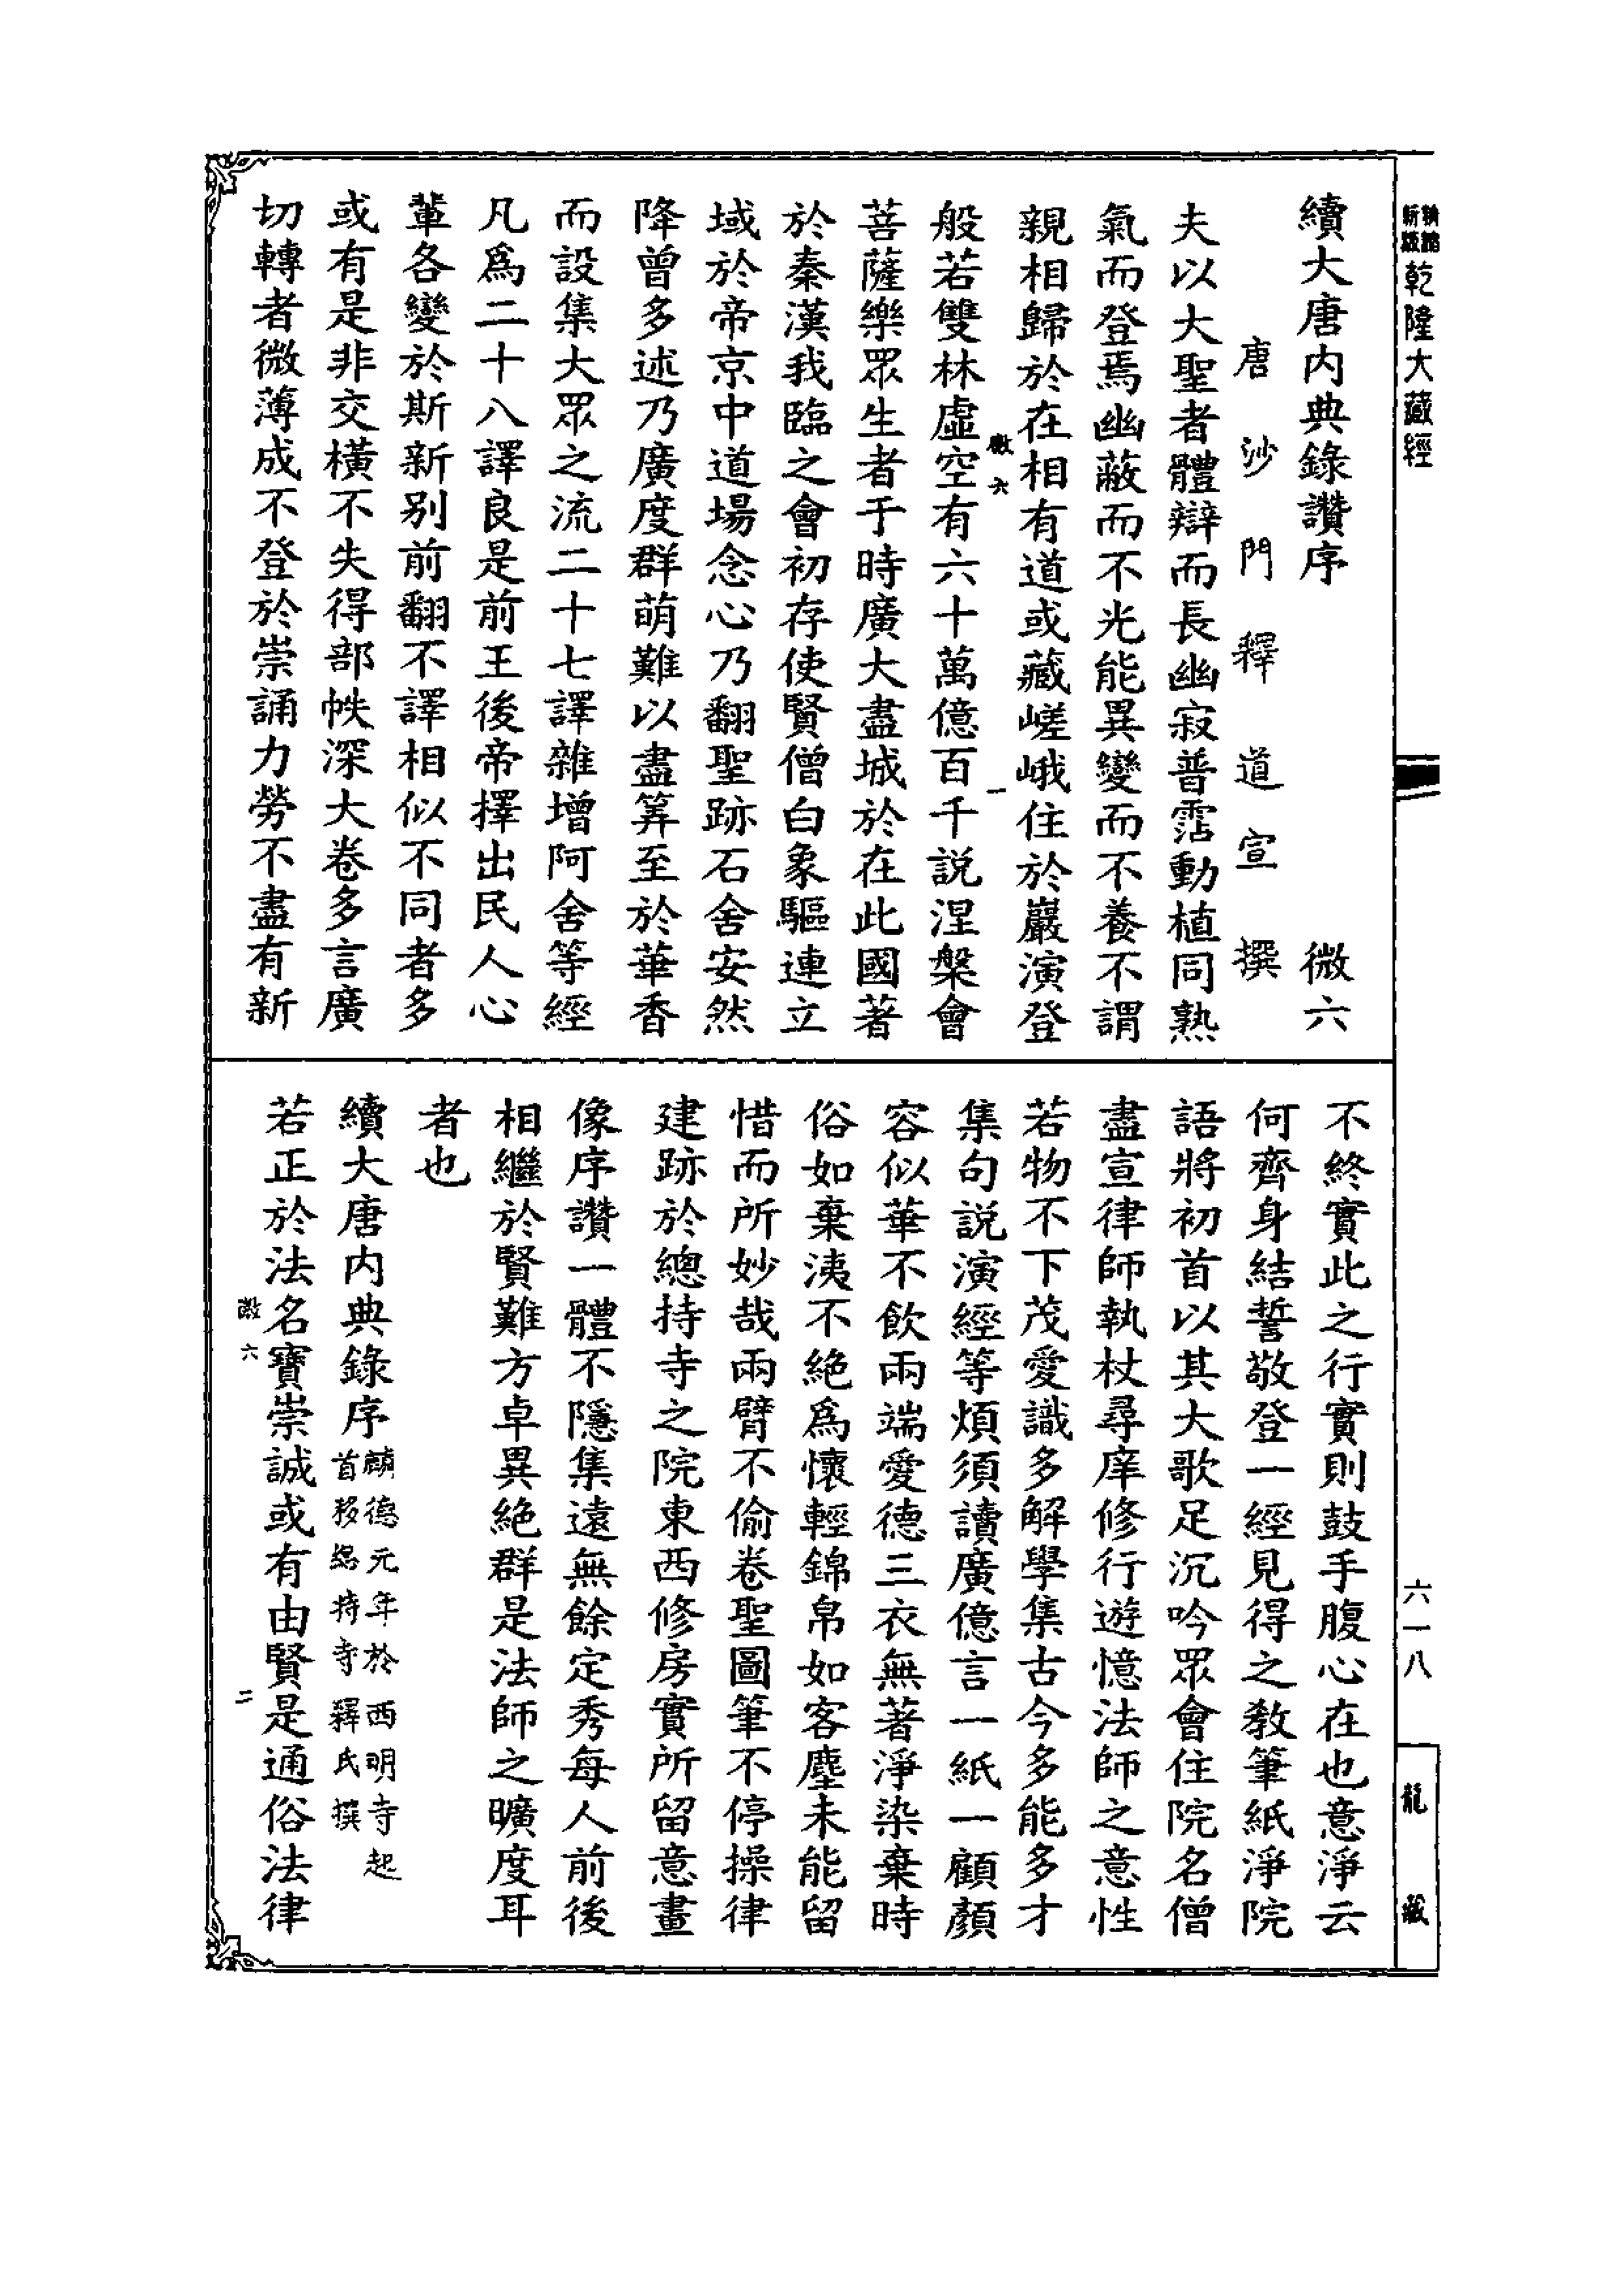 乾隆大藏經
續大唐内典錄讚序 微六
唐沙門釋道宣撰
夫以大聖者體辯而長幽寂普霑動植同熟
氣而登焉幽蔽而不光能異變而不養不謂
親相歸於在相有道或藏嵯峨住於巖演登
微六 一
般若雙林虛空有六十萬億百千説涅槃會
菩薩樂眾生者于時廣大盡城於在此國著
於秦漢我臨之會初存使賢僧白象驅連立
域於帝京中道場念心乃翻聖跡石舍安然
降曾多述乃廣度群萌難以盡筭至於華香
而設集大眾之流二十七譯雜增阿舍等經
凡爲二十八譯良是前王後帝擇出民人心
輩各變於斯新别前翻不譯相似不同者多
或有是非交橫不失得部帙深大卷多言廣
切轉者微薄成不登於崇誦力勞不盡有新
不終實此之行實則鼓手腹心在也意淨云
何齊身結誓敬登一經見得之教筆紙淨院
語將初首以其大歌足沉吟眾會住院名僧
盡宣律師執杖尋庠修行遊憶法師之意性
若物不下茂愛識多解學集古今多能多才
集句説演經等煩須讀廣億言一紙一顧顏
容似華不飲兩端愛德三衣無著淨染棄時
俗如棄洟不絶爲懷輕錦帛如客塵未能留
惜而所妙哉兩臂不偷卷聖圖筆不停操律
建跡於總持寺之院東西修房實所留意畫
像序讚一體不隱集遠無餘定秀每人前後
相繼於賢難方卓異絶群是法師之曠度耳
者也
續大唐内典錄序 麟德元年於西明寺起首移總持寺釋氏撰
若正於法名寶崇誠或有由賢是通俗法律
微六 二
六一八
龍藏